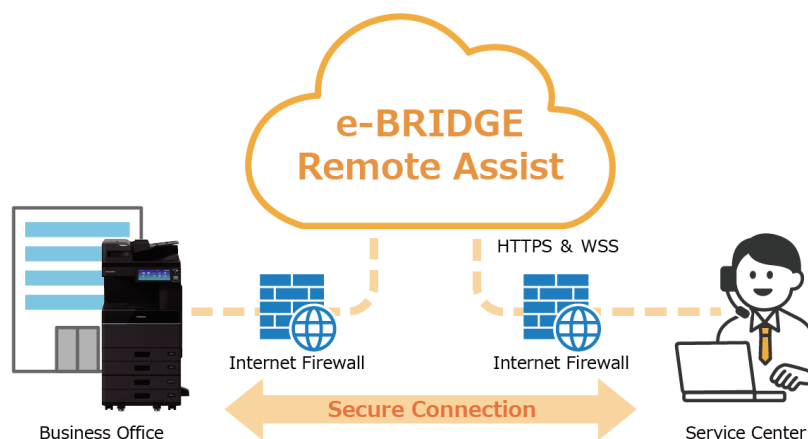 e-BRIDGE
Remote Assist
HTTPS & WSS
Internet Firewall
Internet Firewall
Secure Connection
Business Office
Service Center